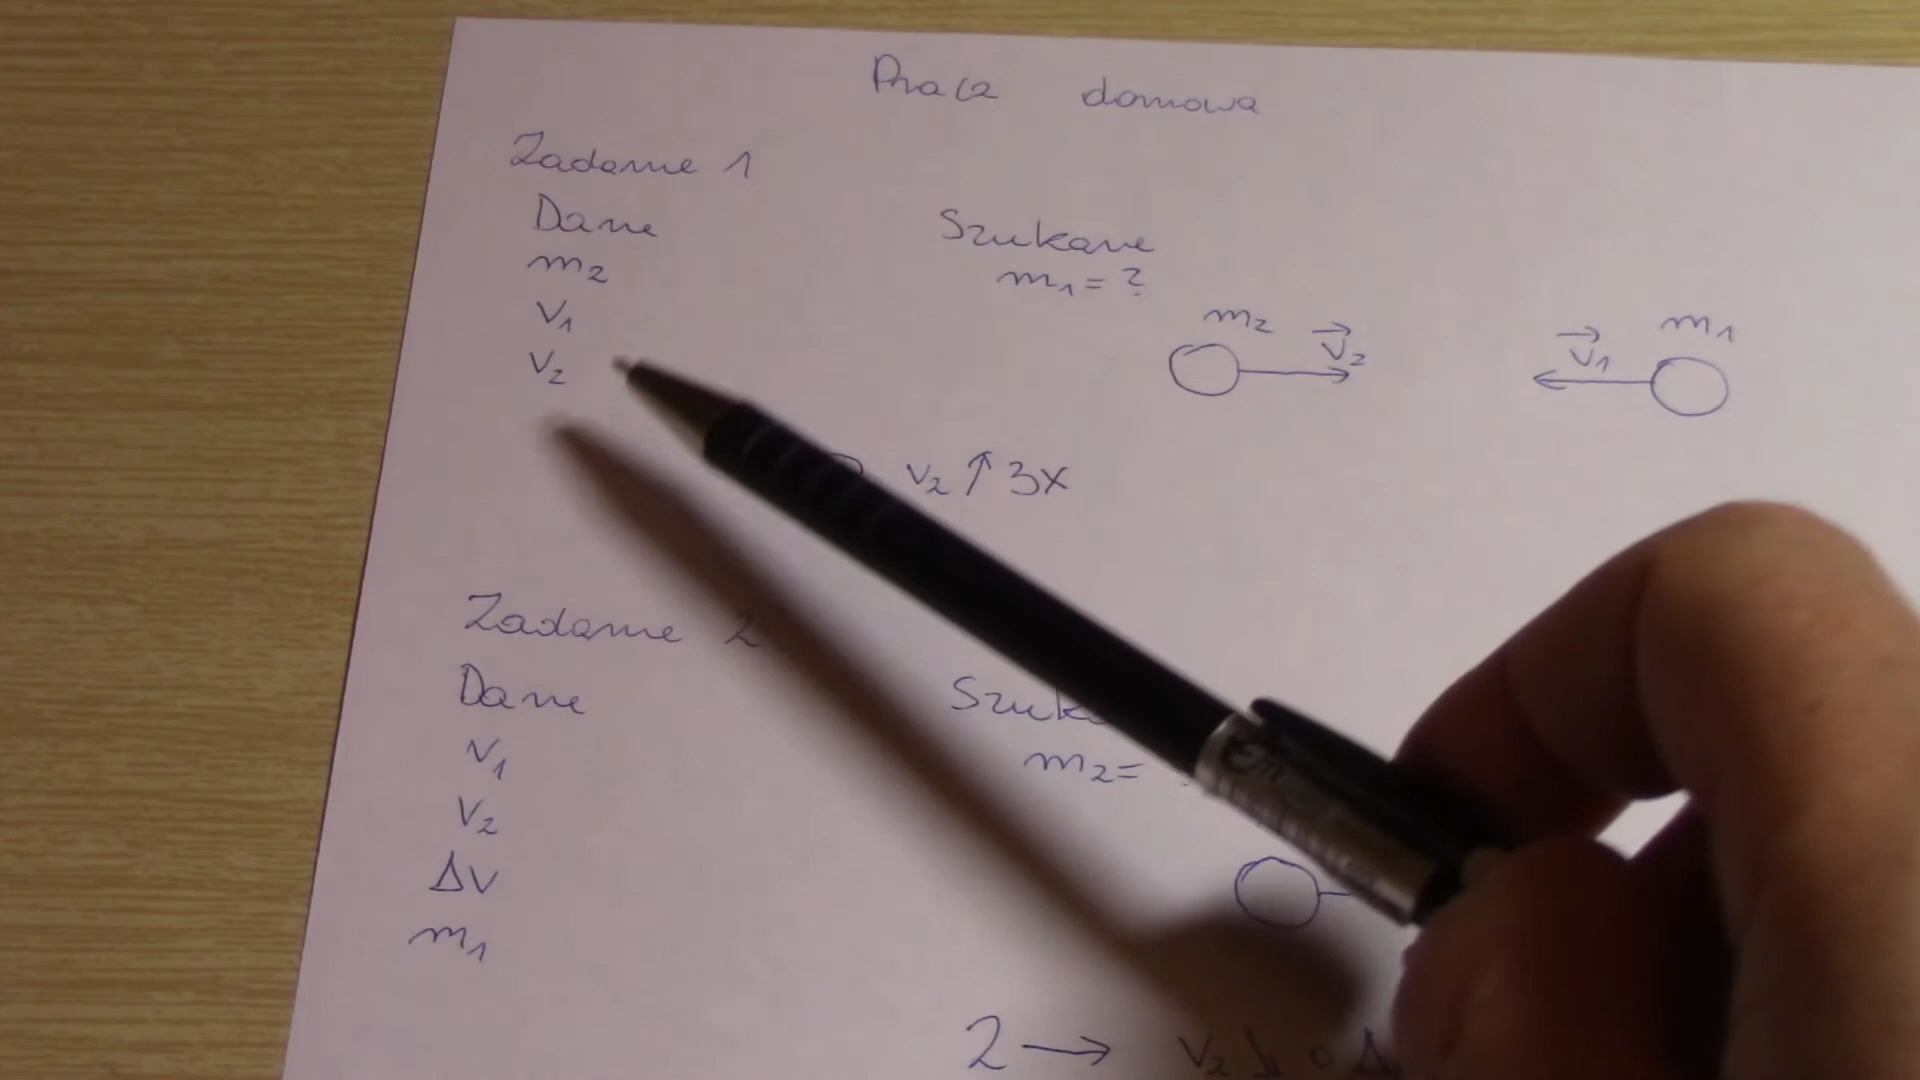 Praca domowa
Zadanie 1
Dane
Szukane
m₂
m₁ = ?
v₁
v₂
m₂
v₂
v₁
m₁
v₂ ↑ 3x
Zadanie 2
Dane
v₁
m₂ =
v₂
Δv
m₁
2 → v₂ ↓ o